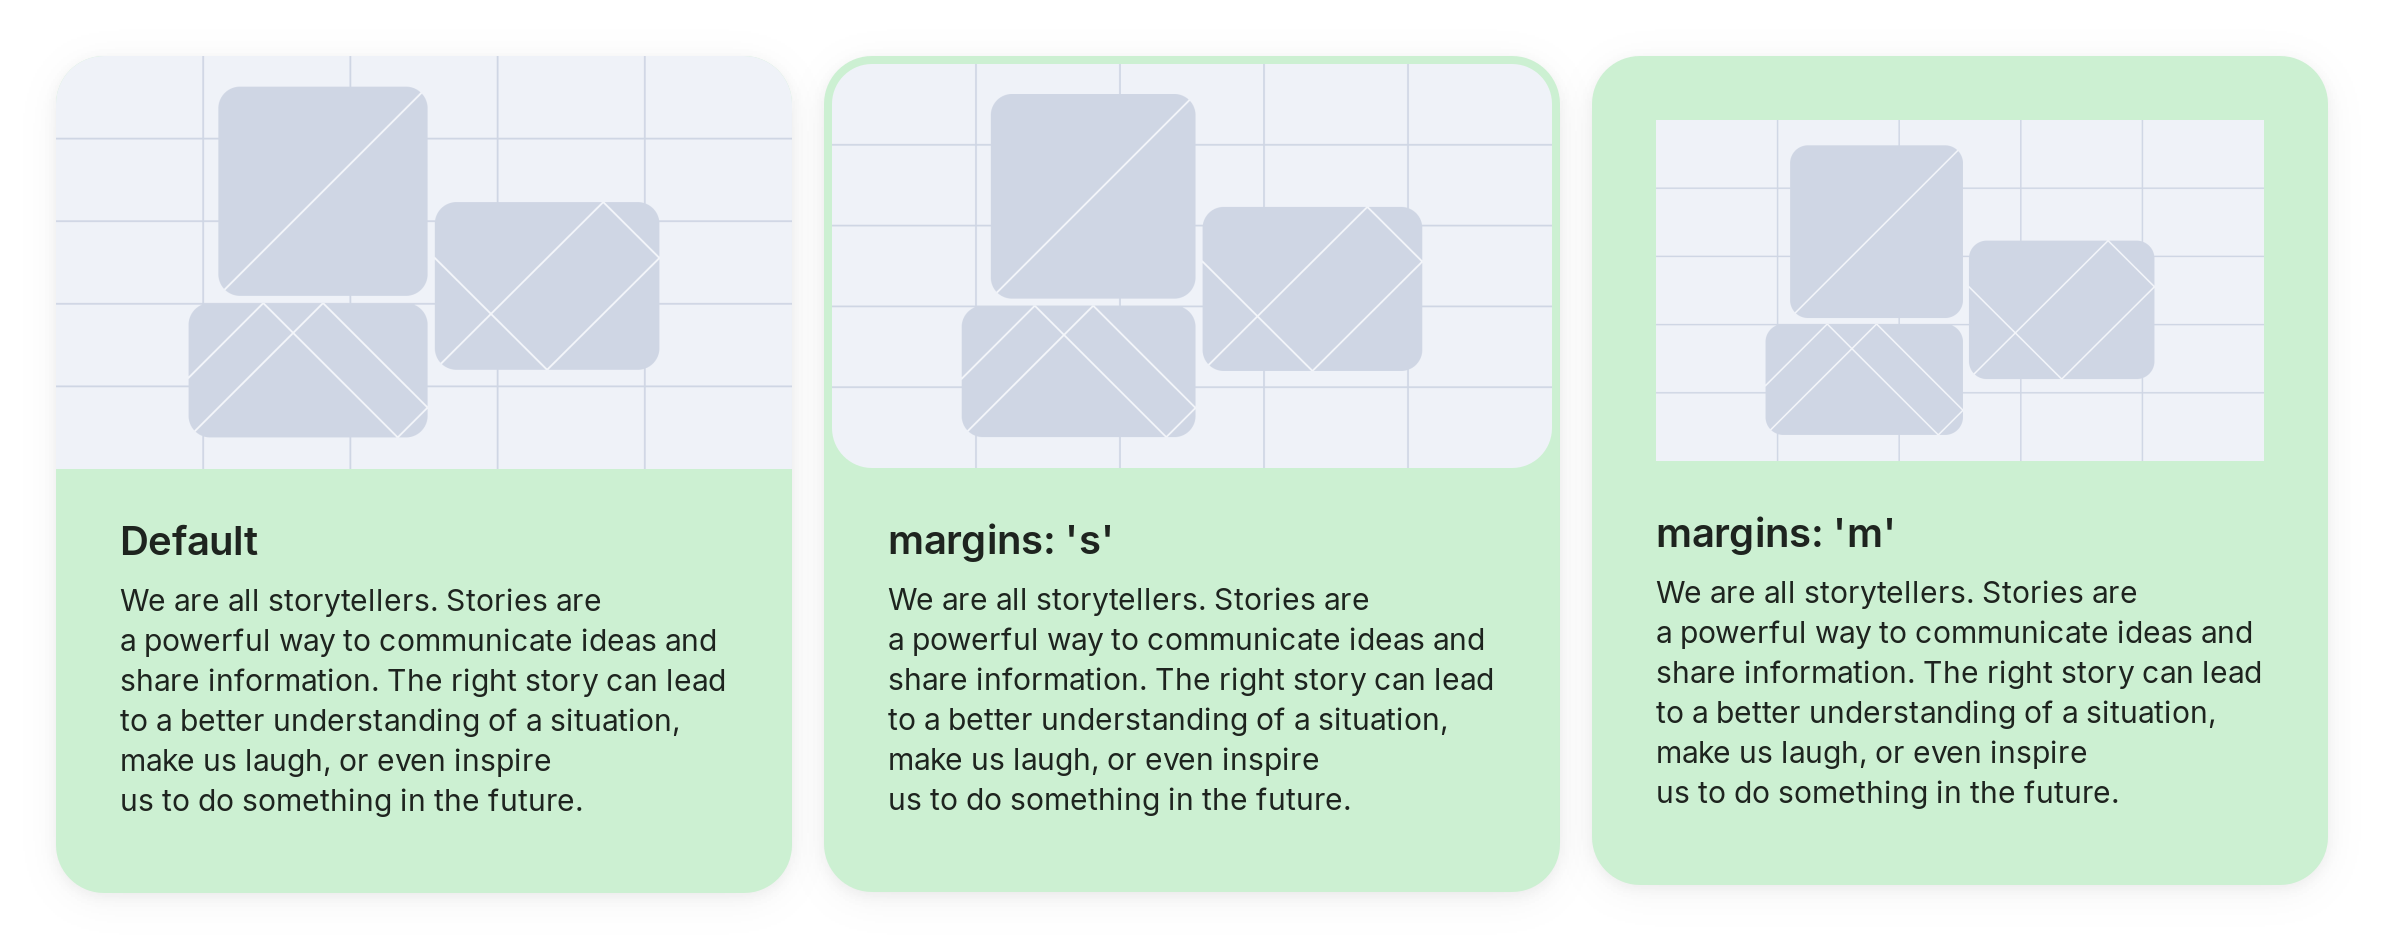 Default
We are all storytellers. Stories are
a powerful way to communicate ideas and
share information. The right story can lead
to a better understanding of a situation,
make us laugh, or even inspire
us to do something in the future.
margins: 's'
We are all storytellers. Stories are
a powerful way to communicate ideas and
share information. The right story can lead
to a better understanding of a situation,
make us laugh, or even inspire
us to do something in the future.
margins: 'm'
We are all storytellers. Stories are
a powerful way to communicate ideas and
share information. The right story can lead
to a better understanding of a situation,
make us laugh, or even inspire
us to do something in the future.